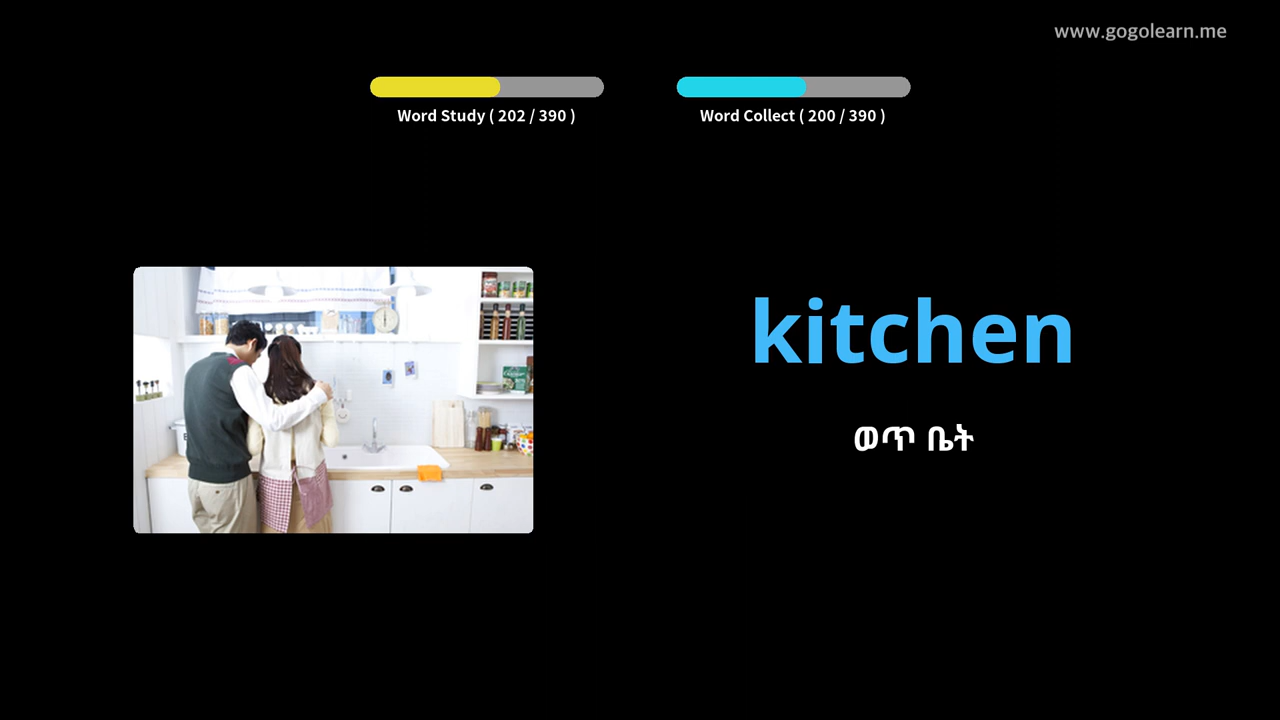 www.gogolearn.me
Word Study ( 202 / 390 )
Word Collect ( 200 / 390 )
kitchen
ወጥ ቤት